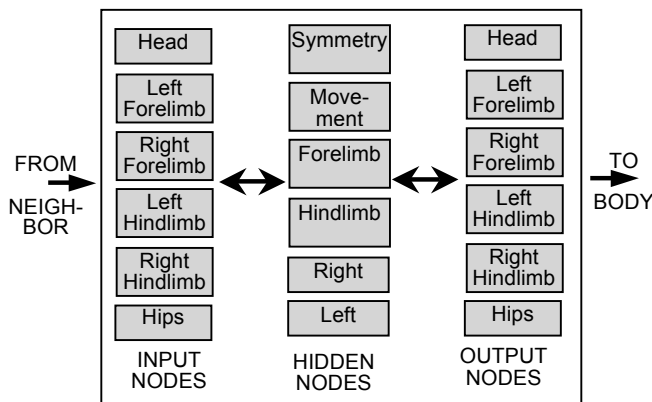 FROM
NEIGH-
BOR
Head
Left
Forelimb
Right
Forelimb
Left
Hindlimb
Right
Hindlimb
Hips
INPUT
NODES
Symmetry
Move-
ment
Forelimb
Hindlimb
Right
Left
HIDDEN
NODES
Head
Left
Forelimb
Right
Forelimb
Left
Hindlimb
Right
Hindlimb
Hips
OUTPUT
NODES
TO
BODY